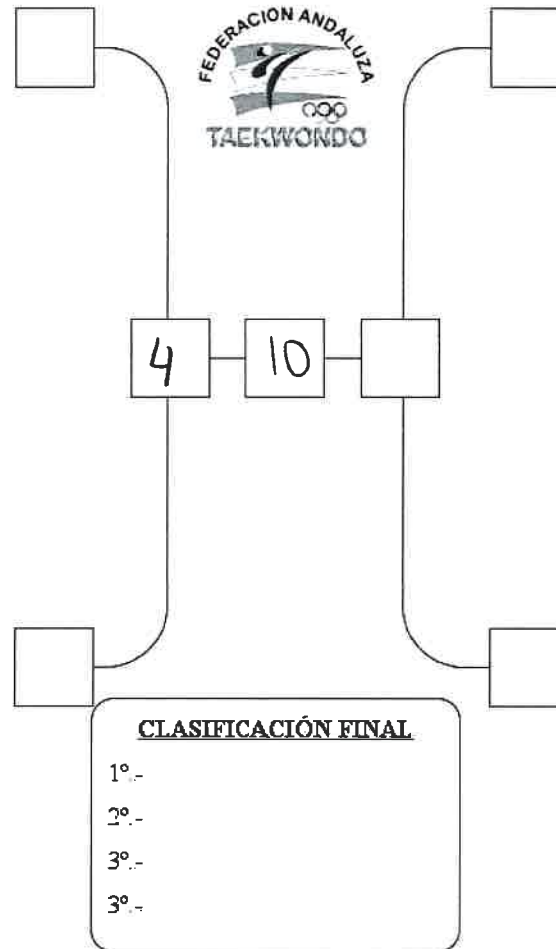 FEDERACION ANDALUZA
TAEKWONDO
4 10
CLASIFICACIÓN FINAL
1º.-
2º.-
3º.-
3º.-